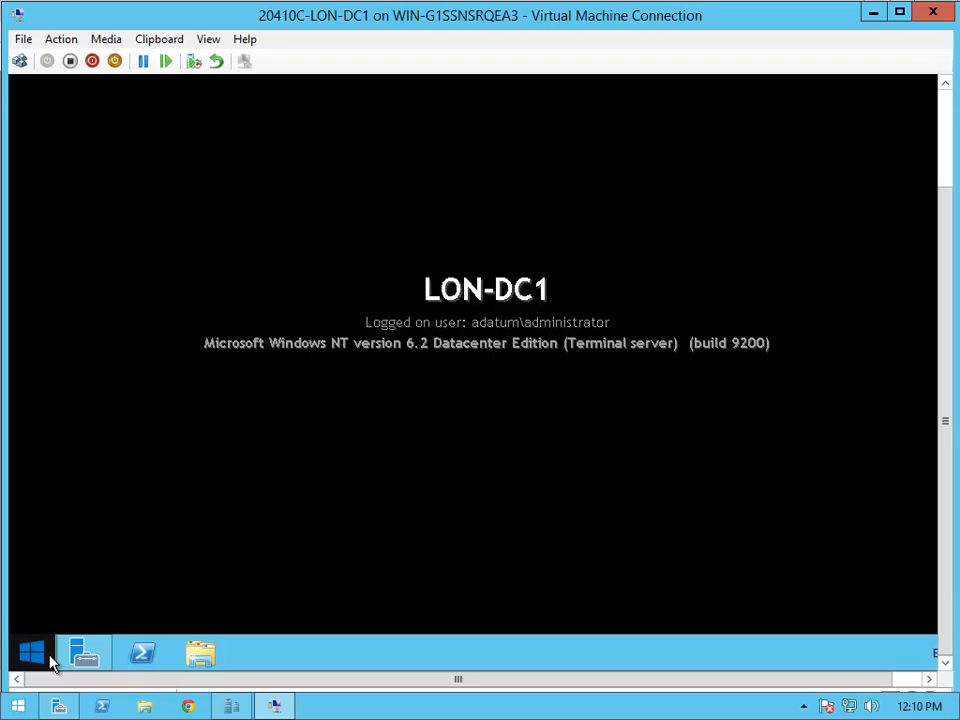 20410C-LON-DC1 on WIN-G1SSNSRQEA3 - Virtual Machine Connection
File Action Media Clipboard View Help
LON-DC1
Logged on user: adatum\administrator
Microsoft Windows NT version 6.2 Datacenter Edition (Terminal server) (build 9200)
12:10 PM